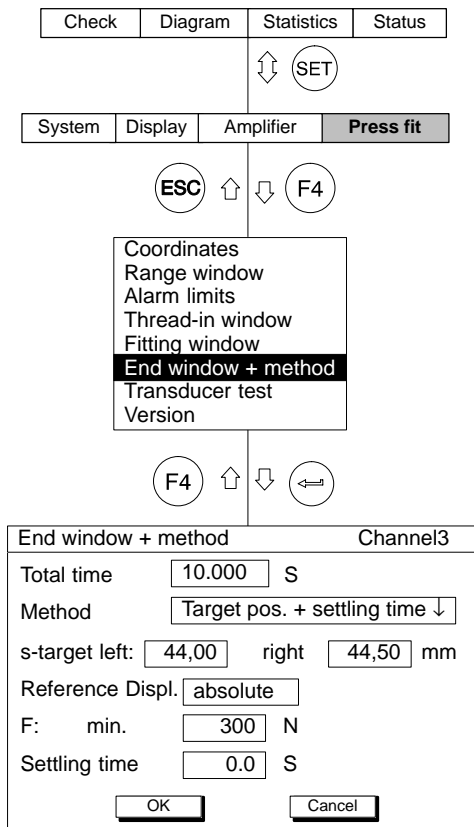 Check Diagram Statistics Status
SET
System Display Amplifier Press fit
ESC F4
Coordinates
Range window
Alarm limits
Thread-in window
Fitting window
End window + method
Transducer test
Version
F4
End window + method Channel3
Total time 10.000 S
Method Target pos. + settling time ↓
s-target left: 44,00 right 44,50 mm
Reference Displ. absolute
F: min. 300 N
Settling time 0.0 S
OK Cancel